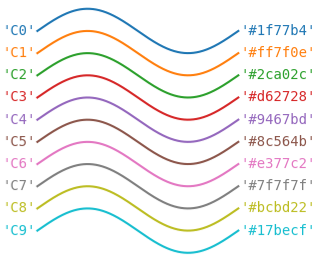 'C0' '#1f77b4'
'C1' '#ff7f0e'
'C2' '#2ca02c'
'C3' '#d62728'
'C4' '#9467bd'
'C5' '#8c564b'
'C6' '#e377c2'
'C7' '#7f7f7f'
'C8' '#bcbd22'
'C9' '#17becf'